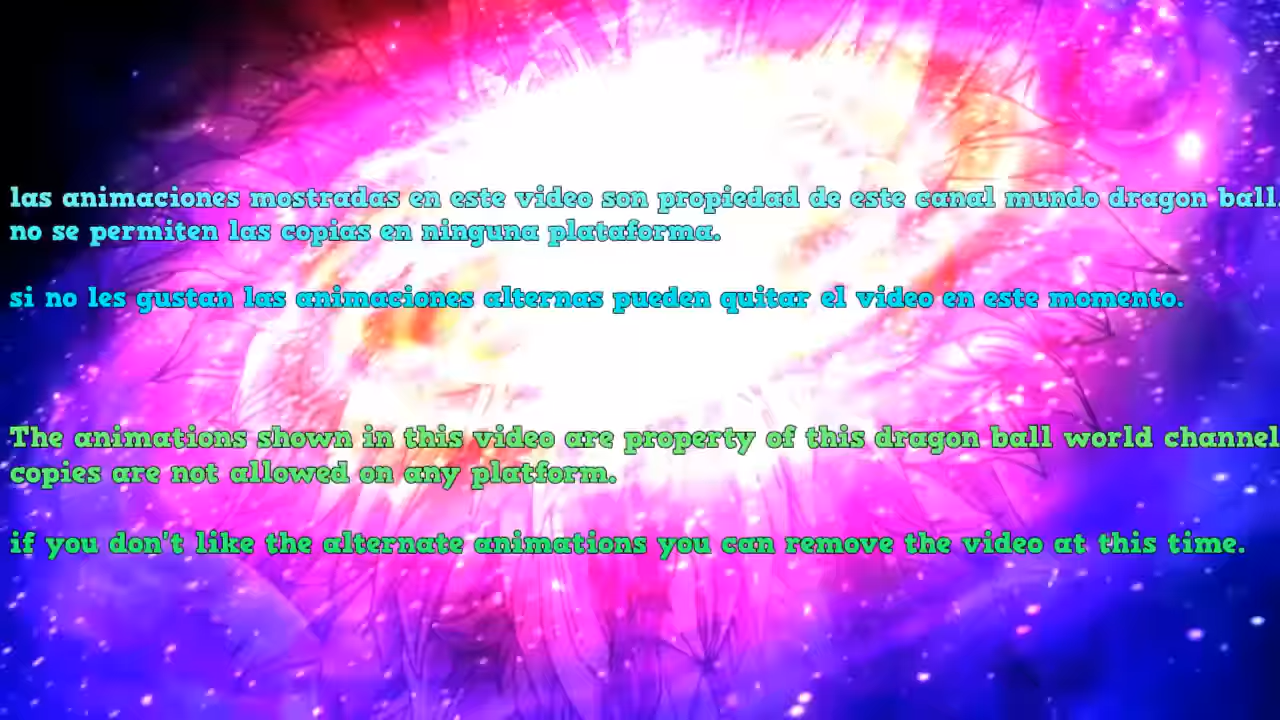 las animaciones mostradas en este video son propiedad de este canal mundo dragon ball.
no se permiten las copias en ninguna plataforma.
si no les gustan las animaciones alternas pueden quitar el video en este momento.
The animations shown in this video are property of this dragon ball world channel
copies are not allowed on any platform.
if you don't like the alternate animations you can remove the video at this time.